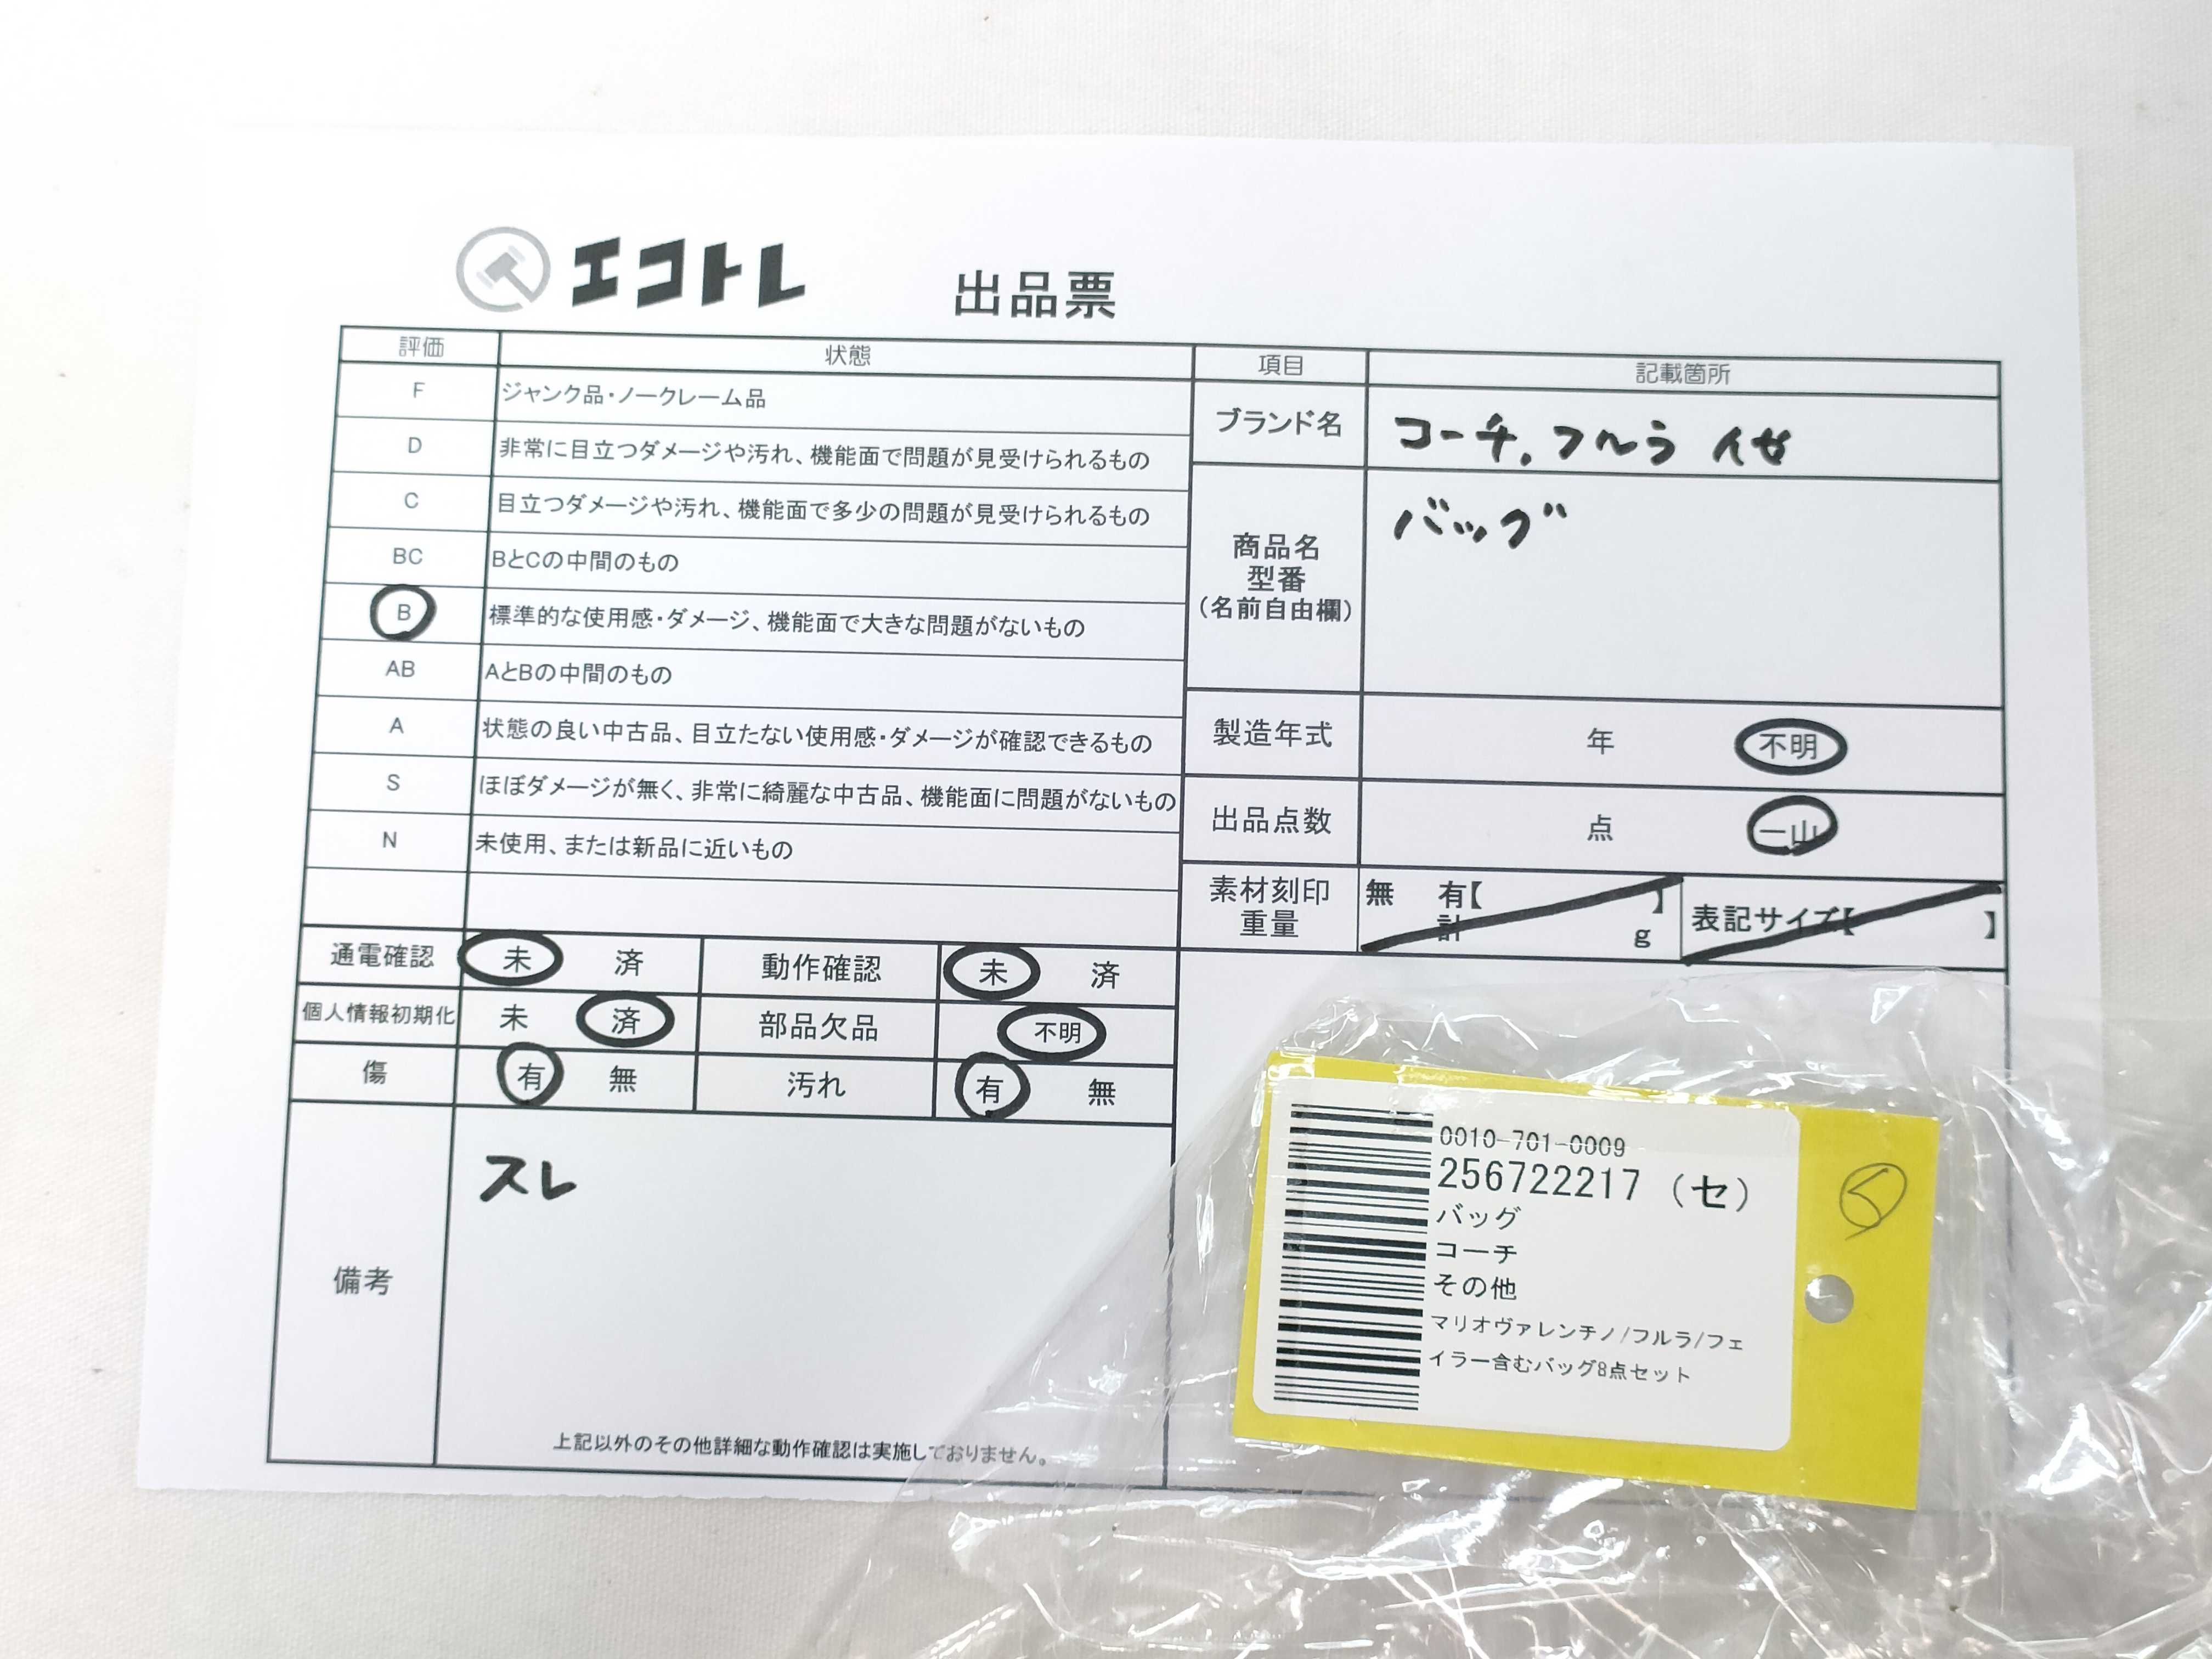 エコトレ 出品票
評価 状態
F ジャンク品・ノークレーム品
D 非常に目立つダメージや汚れ、機能面で問題が見受けられるもの
C 目立つダメージや汚れ、機能面で多少の問題が見受けられるもの
BC BとCの中間のもの
B 標準的な使用感・ダメージ、機能面で大きな問題がないもの
AB AとBの中間のもの
A 状態の良い中古品、目立たない使用感・ダメージが確認できるもの
S ほぼダメージが無く、非常に綺麗な中古品、機能面に問題がないもの
N 未使用、または新品に近いもの
通電確認 未 済 動作確認 未 済
個人情報初期化 未 済 部品欠品 不明
傷 有 無 汚れ 有 無
備考
スレ
上記以外のその他詳細な動作確認は実施しておりません。
項目 記載箇所
ブランド名 コーチ.フルラ 他
商品名
型番
(名前自由欄)
バッグ
製造年式 年 不明
出品点数 点 一山
素材刻印 無 有【 】 表記サイズ【 】
重量 計 g
0010-701-0009
256722217 (セ)
バッグ
コーチ
その他
マリオヴァレンチノ/フルラ/フェ
イラー含むバッグ8点セット